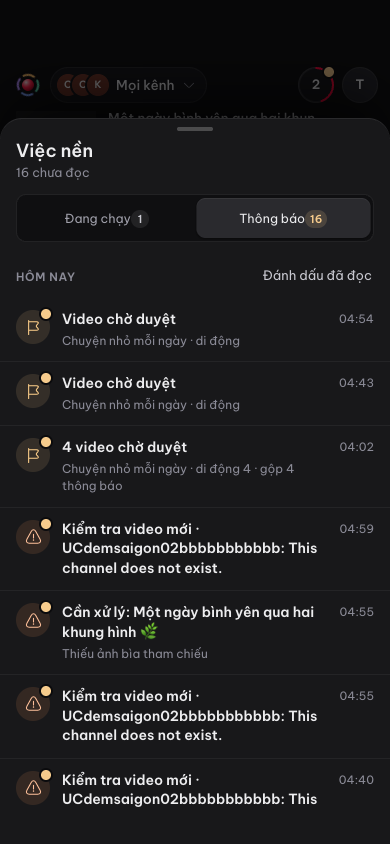 C C K Mọi kênh 2 T
Một ngày bình yên qua hai khung
Việc nền
16 chưa đọc
Đang chạy 1 Thông báo 16
HÔM NAY Đánh dấu đã đọc
Video chờ duyệt 04:54
Chuyện nhỏ mỗi ngày · di động
Video chờ duyệt 04:43
Chuyện nhỏ mỗi ngày · di động
4 video chờ duyệt 04:02
Chuyện nhỏ mỗi ngày · di động 4 · gộp 4
thông báo
Kiểm tra video mới · 04:59
UCdemsaigon02bbbbbbbbbbb: This
channel does not exist.
Cần xử lý: Một ngày bình yên qua hai 04:55
khung hình 🌿
Thiếu ảnh bìa tham chiếu
Kiểm tra video mới · 04:55
UCdemsaigon02bbbbbbbbbbb: This
channel does not exist.
Kiểm tra video mới · 04:40
UCdemsaigon02bbbbbbbbbbb: This